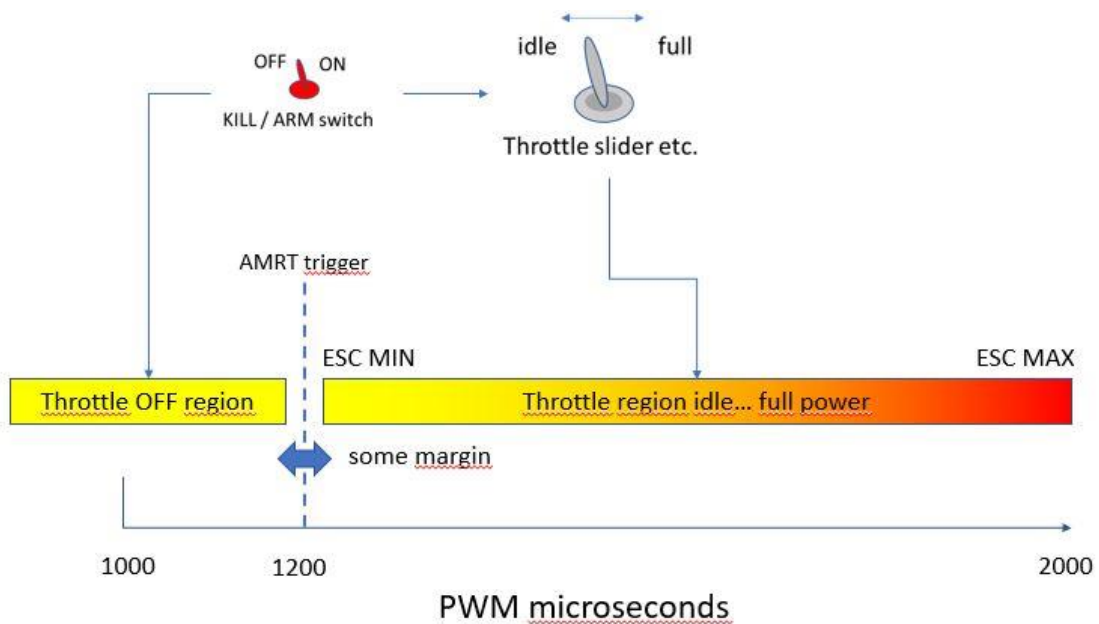 idle full
OFF ON
KILL / ARM switch
Throttle slider etc.
AMRT trigger
ESC MIN ESC MAX
Throttle OFF region Throttle region idle... full power
some margin
1000 1200 2000
PWM microseconds